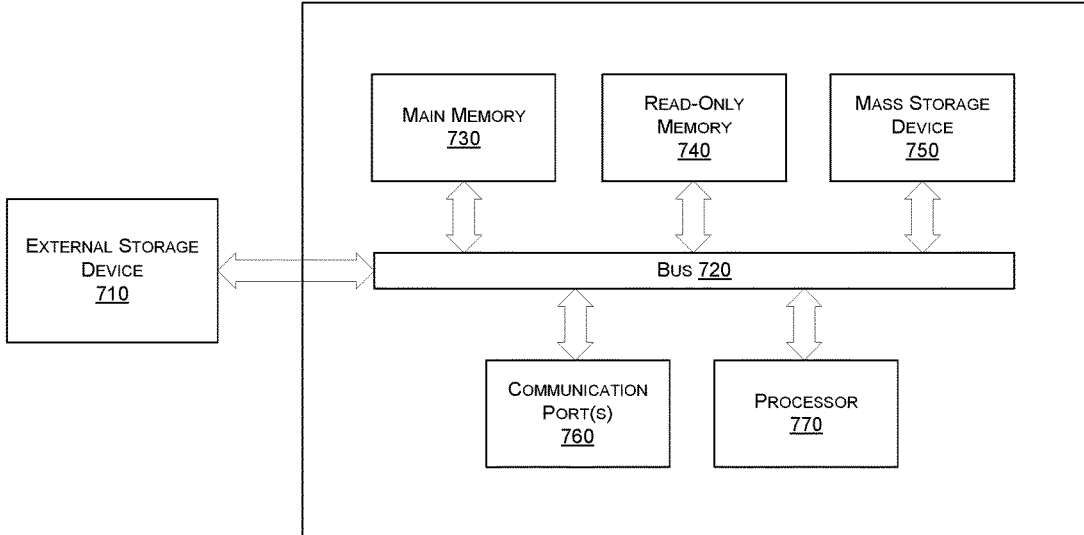 MAIN MEMORY
730
READ-ONLY
MEMORY
740
MASS STORAGE
DEVICE
750
EXTERNAL STORAGE
DEVICE
710
BUS 720
COMMUNICATION
PORT(S)
760
PROCESSOR
770